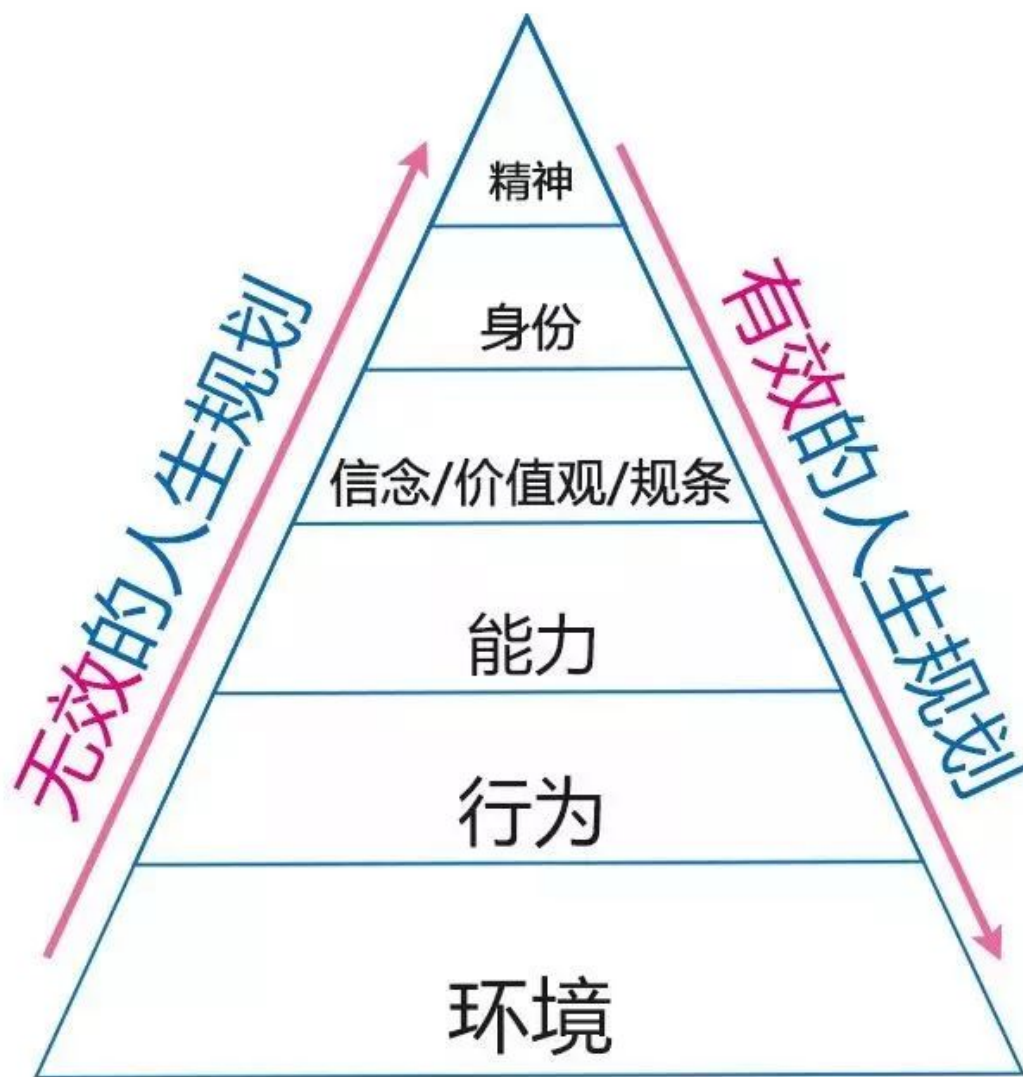 精神
身份
信念/价值观/规条
能力
行为
环境
无效的人生规划
有效的人生规划